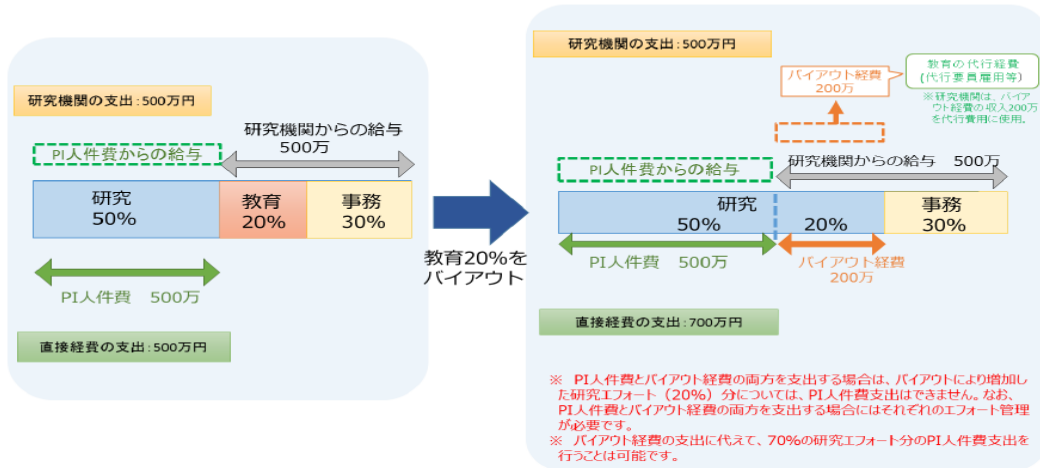 研究機関の支出：500万円
研究機関からの給与
500万
PI人件費からの給与
研究
50%
教育
20%
事務
30%
PI人件費　500万
直接経費の支出：500万円
教育20%を
バイアウト
研究機関の支出：500万円
バイアウト経費
200万
教育の代行経費
(代行要員雇用等)
※研究機関は、バイア
ウト経費の収入200万
を代行費用に使用。
PI人件費からの給与
研究機関からの給与　500万
研究
50%
20%
事務
30%
PI人件費　500万
バイアウト経費
200万
直接経費の支出：700万円
※　PI人件費とバイアウト経費の両方を支出する場合は、バイアウトにより増加し
た研究エフォート（20%）分については、PI人件費支出はできません。なお、
PI人件費とバイアウト経費の両方を支出する場合にはそれぞれのエフォート管理
が必要です。
※　バイアウト経費の支出に代えて、70%の研究エフォート分のPI人件費支出を
行うことは可能です。